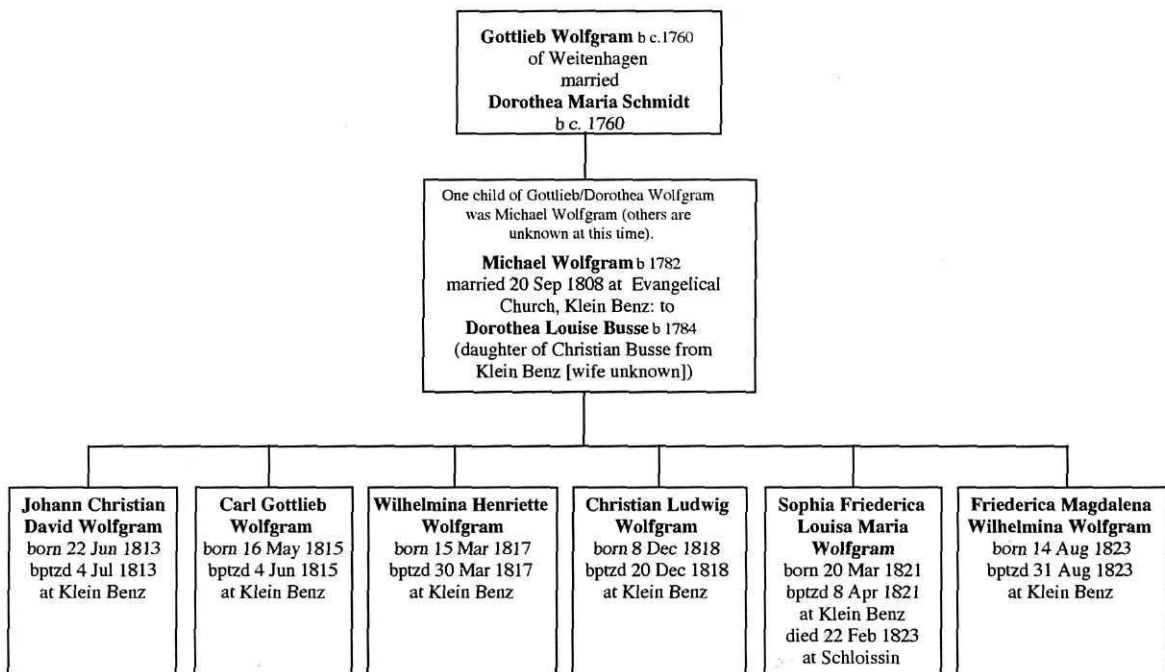 Gottlieb Wolfgram b c.1760
of Weitenhagen
married
Dorothea Maria Schmidt
b c. 1760
One child of Gottlieb/Dorothea Wolfgram
was Michael Wolfgram (others are
unknown at this time).
Michael Wolfgram b 1782
married 20 Sep 1808 at Evangelical
Church, Klein Benz: to
Dorothea Louise Busse b 1784
(daughter of Christian Busse from
Klein Benz [wife unknown])
Johann Christian
David Wolfgram
born 22 Jun 1813
bptzd 4 Jul 1813
at Klein Benz
Carl Gottlieb
Wolfgram
born 16 May 1815
bptzd 4 Jun 1815
at Klein Benz
Wilhelmina Henriette
Wolfgram
born 15 Mar 1817
bptzd 30 Mar 1817
at Klein Benz
Christian Ludwig
Wolfgram
born 8 Dec 1818
bptzd 20 Dec 1818
at Klein Benz
Sophia Friederica
Louisa Maria
Wolfgram
born 20 Mar 1821
bptzd 8 Apr 1821
at Klein Benz
died 22 Feb 1823
at Schloissin
Friederica Magdalena
Wilhelmina Wolfgram
born 14 Aug 1823
bptzd 31 Aug 1823
at Klein Benz